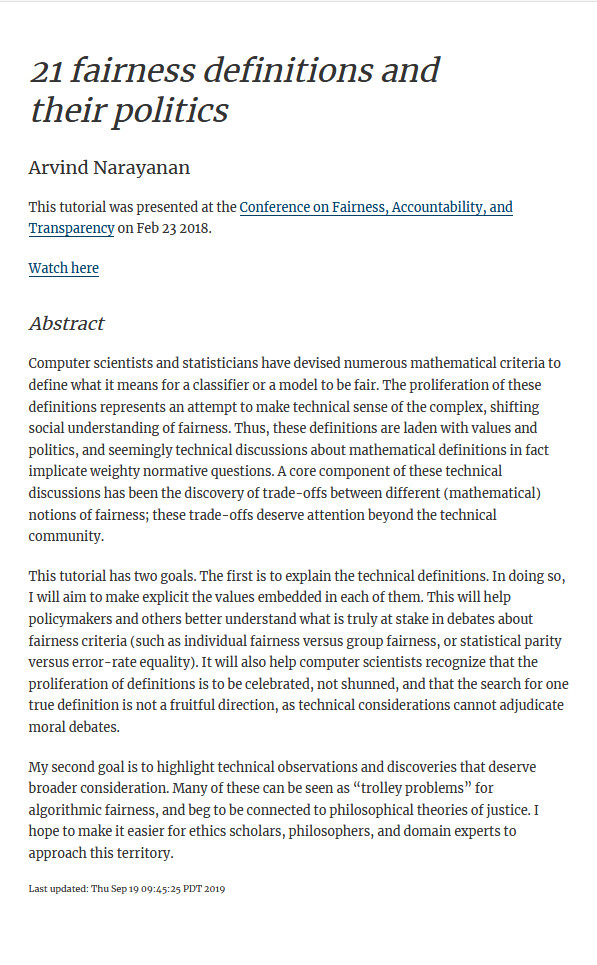 21 fairness definitions and
their politics
Arvind Narayanan
This tutorial was presented at the Conference on Fairness, Accountability, and
Transparency on Feb 23 2018.
Watch here
Abstract
Computer scientists and statisticians have devised numerous mathematical criteria to
define what it means for a classifier or a model to be fair. The proliferation of these
definitions represents an attempt to make technical sense of the complex, shifting
social understanding of fairness. Thus, these definitions are laden with values and
politics, and seemingly technical discussions about mathematical definitions in fact
implicate weighty normative questions. A core component of these technical
discussions has been the discovery of trade-offs between different (mathematical)
notions of fairness; these trade-offs deserve attention beyond the technical
community.
This tutorial has two goals. The first is to explain the technical definitions. In doing so,
I will aim to make explicit the values embedded in each of them. This will help
policymakers and others better understand what is truly at stake in debates about
fairness criteria (such as individual fairness versus group fairness, or statistical parity
versus error-rate equality). It will also help computer scientists recognize that the
proliferation of definitions is to be celebrated, not shunned, and that the search for one
true definition is not a fruitful direction, as technical considerations cannot adjudicate
moral debates.
My second goal is to highlight technical observations and discoveries that deserve
broader consideration. Many of these can be seen as “trolley problems” for
algorithmic fairness, and beg to be connected to philosophical theories of justice. I
hope to make it easier for ethics scholars, philosophers, and domain experts to
approach this territory.
Last updated: Thu Sep 19 09:45:25 PDT 2019